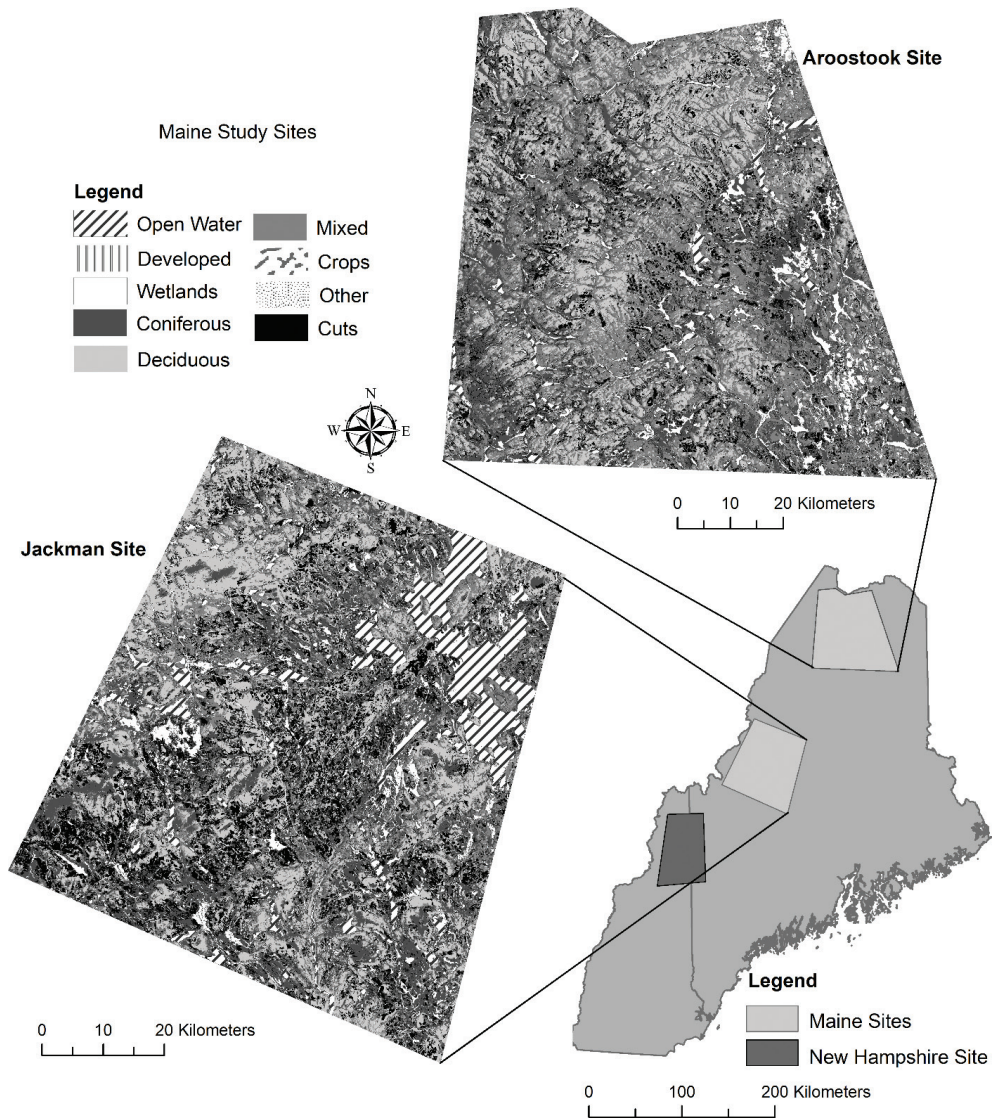 Aroostook Site
Maine Study Sites
Legend
Open Water
Developed
Wetlands
Coniferous
Deciduous
Mixed
Crops
Other
Cuts
N
W E
S
0 10 20 Kilometers
Jackman Site
0 10 20 Kilometers
Legend
Maine Sites
New Hampshire Site
0 100 200 Kilometers